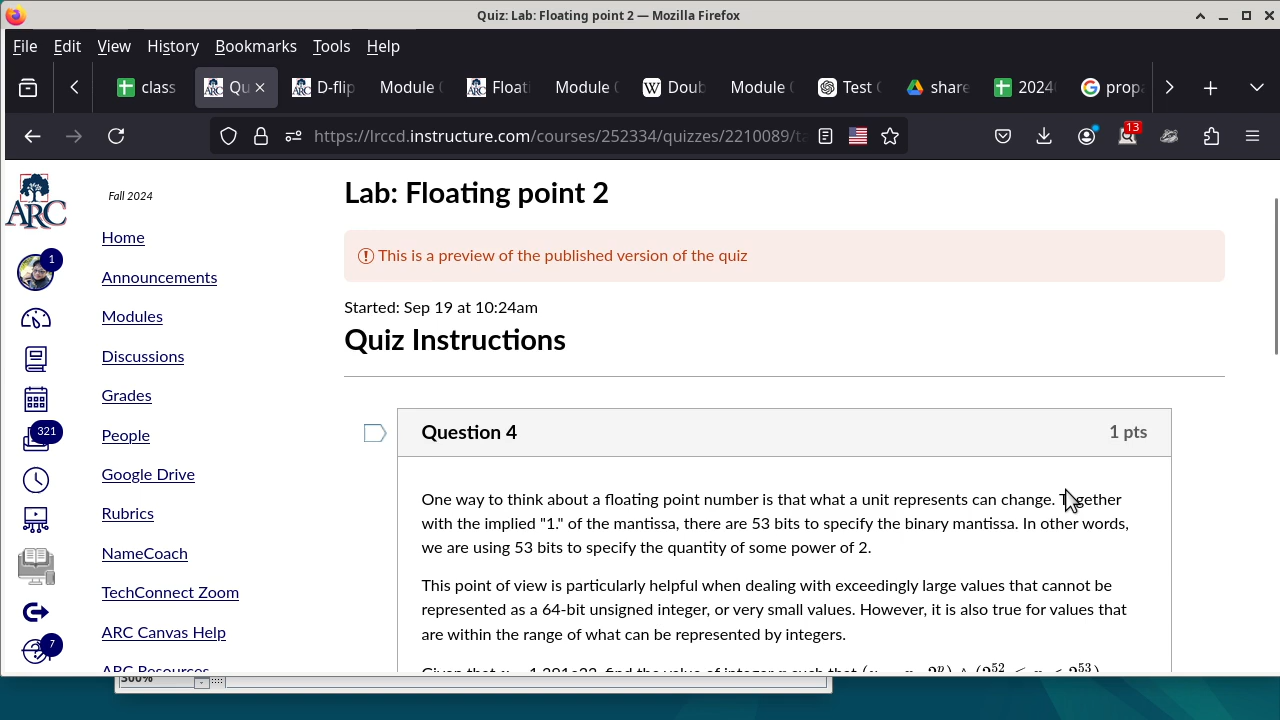 Quiz: Lab: Floating point 2 — Mozilla Firefox
File Edit View History Bookmarks Tools Help
class Qu D-flip Module Floati Module Doub Module Test share 2024 propa
https://lrccd.instructure.com/courses/252334/quizzes/2210089/ta
13
ARC
Fall 2024
1
Home
Announcements
Modules
Discussions
Grades
321
People
Google Drive
Rubrics
NameCoach
TechConnect Zoom
ARC Canvas Help
7
ARC Resources
Lab: Floating point 2
This is a preview of the published version of the quiz
Started: Sep 19 at 10:24am
Quiz Instructions
Question 4 1 pts
One way to think about a floating point number is that what a unit represents can change. Together
with the implied "1." of the mantissa, there are 53 bits to specify the binary mantissa. In other words,
we are using 53 bits to specify the quantity of some power of 2.
This point of view is particularly helpful when dealing with exceedingly large values that cannot be
represented as a 64-bit unsigned integer, or very small values. However, it is also true for values that
are within the range of what can be represented by integers.
300%